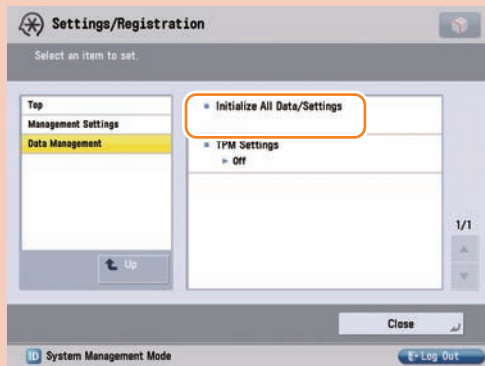 Settings/Registration
Select an item to set.
Top
Management Settings
Data Management
Up
Initialize All Data/Settings
TPM Settings
Off
1/1
Close
ID System Management Mode
Log Out